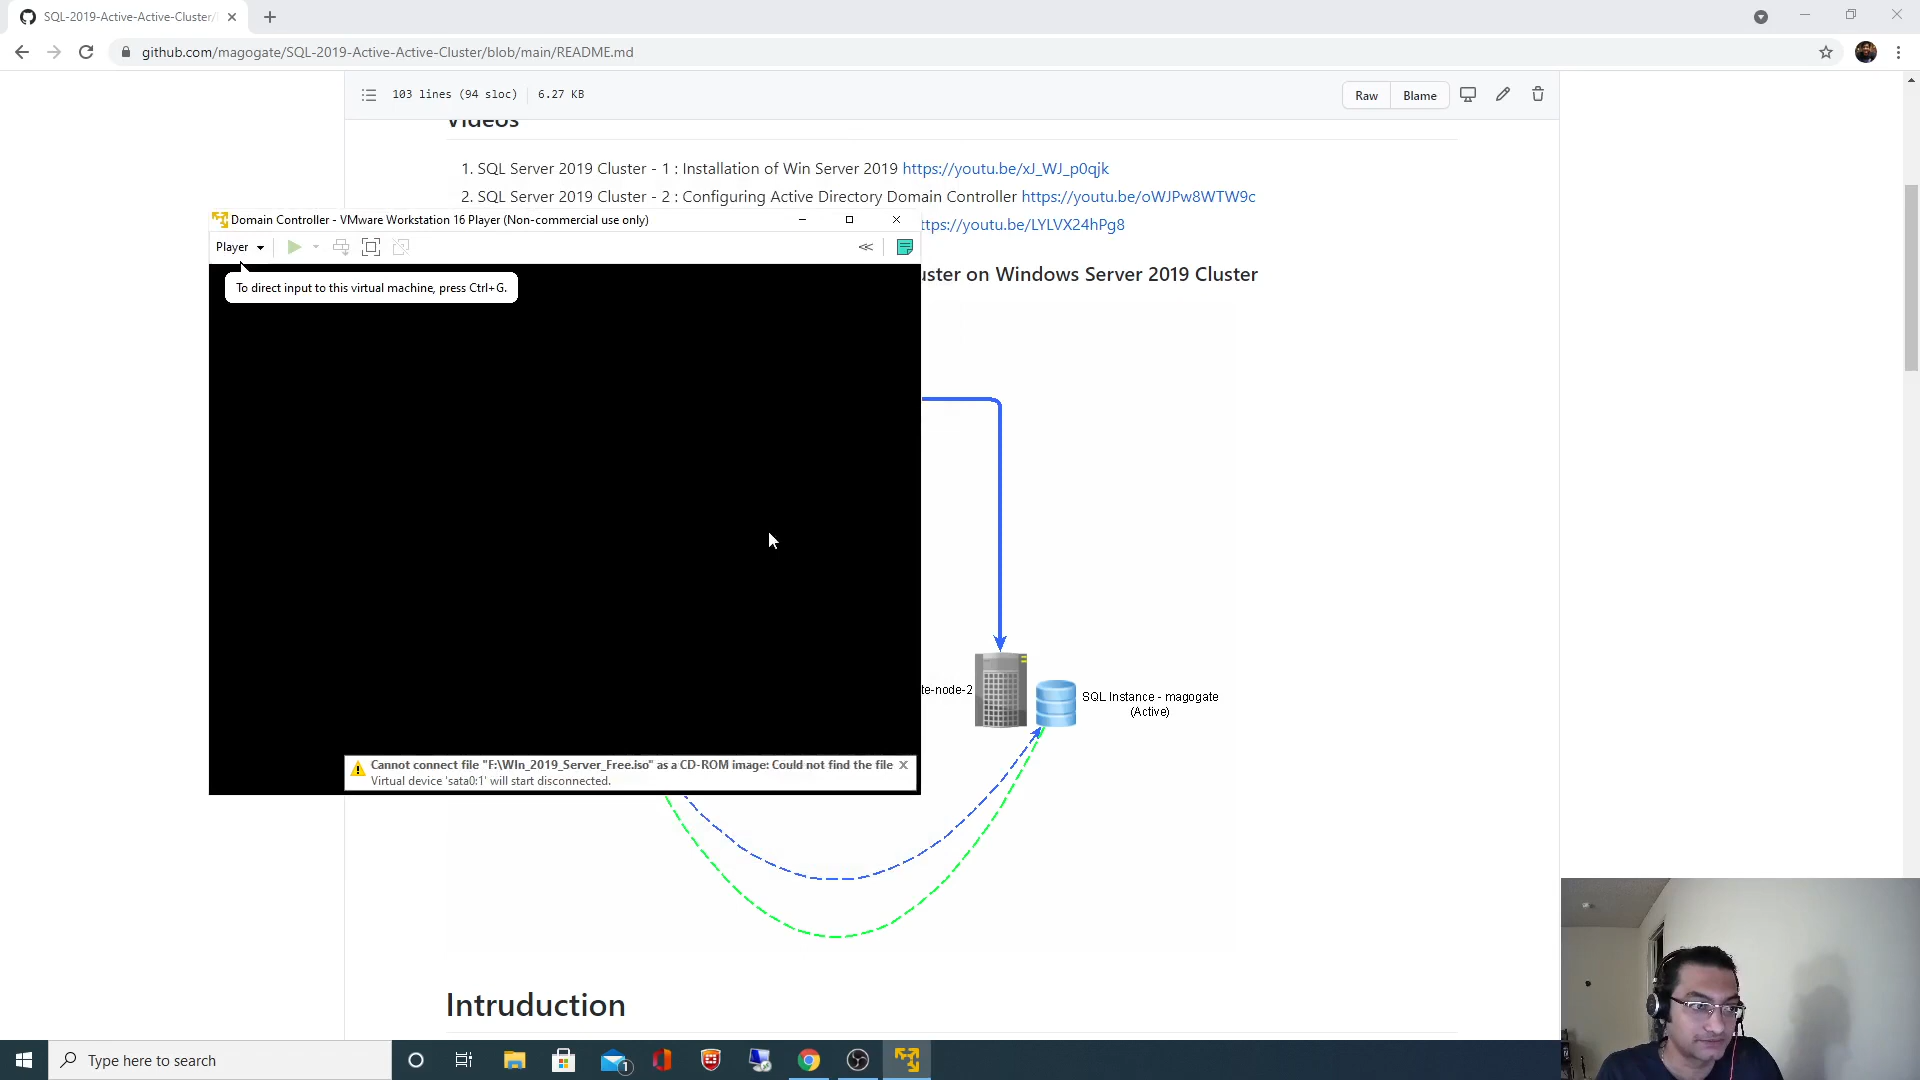 SQL-2019-Active-Active-Cluster/
github.com/magogate/SQL-2019-Active-Active-Cluster/blob/main/README.md
103 lines (94 sloc)
6.27 KB
Raw
Blame
Videos
1. SQL Server 2019 Cluster - 1 : Installation of Win Server 2019 https://youtu.be/xJ_WJ_p0qjk
2. SQL Server 2019 Cluster - 2 : Configuring Active Directory Domain Controller https://youtu.be/oWJPw8WTW9c
ttps://youtu.be/LYLVX24hPg8
Domain Controller - VMware Workstation 16 Player (Non-commercial use only)
Player
To direct input to this virtual machine, press Ctrl+G.
uster on Windows Server 2019 Cluster
te-node-2
SQL Instance - magogate
(Active)
Cannot connect file "F:\WIn_2019_Server_Free.iso" as a CD-ROM image: Could not find the file
Virtual device 'sata0:1' will start disconnected.
Intruduction
Type here to search
1